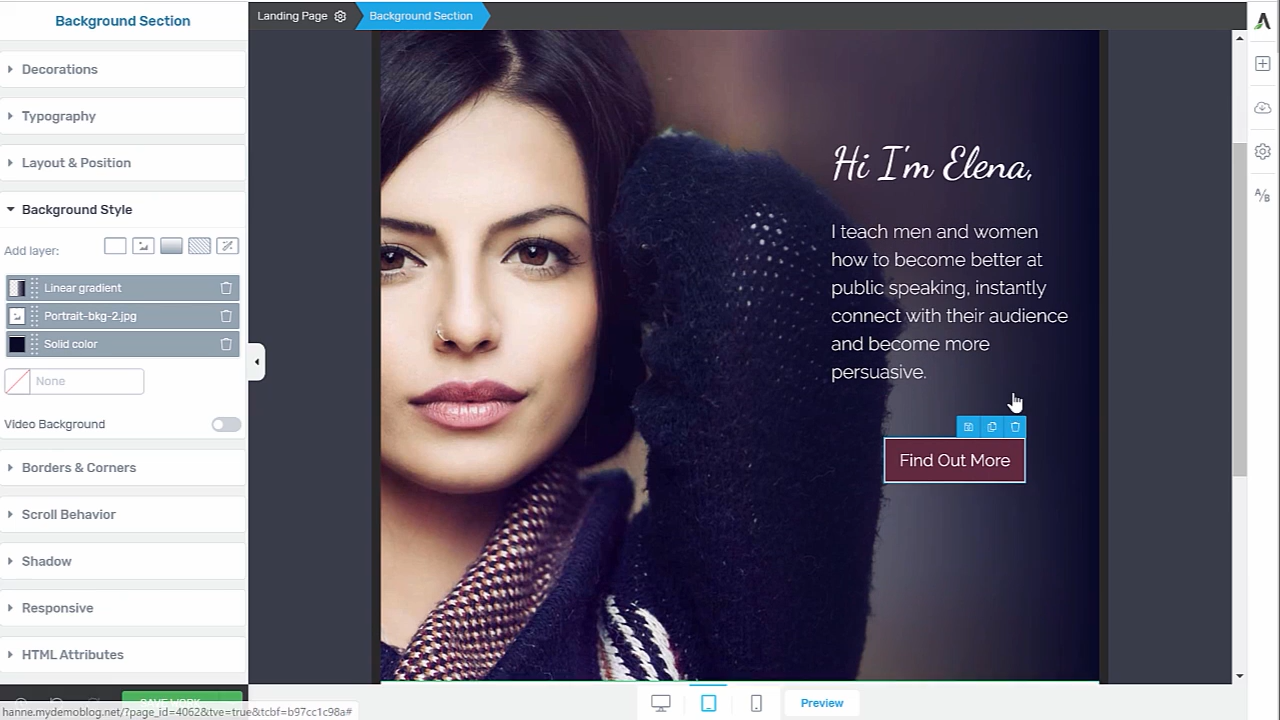 Background Section
Landing Page
Background Section
Decorations
Typography
Layout & Position
Background Style
Add layer:
Linear gradient
Portrait-bkg-2.jpg
Solid color
None
Video Background
Borders & Corners
Scroll Behavior
Shadow
Responsive
HTML Attributes
Hi I'm Elena,
I teach men and women
how to become better at
public speaking, instantly
connect with their audience
and become more
persuasive.
Find Out More
A/B
SAVE WORK
Preview
hanne.mydemoblog.net/?page_id=4062&tve=true&tcbf=b97cc1c98a#